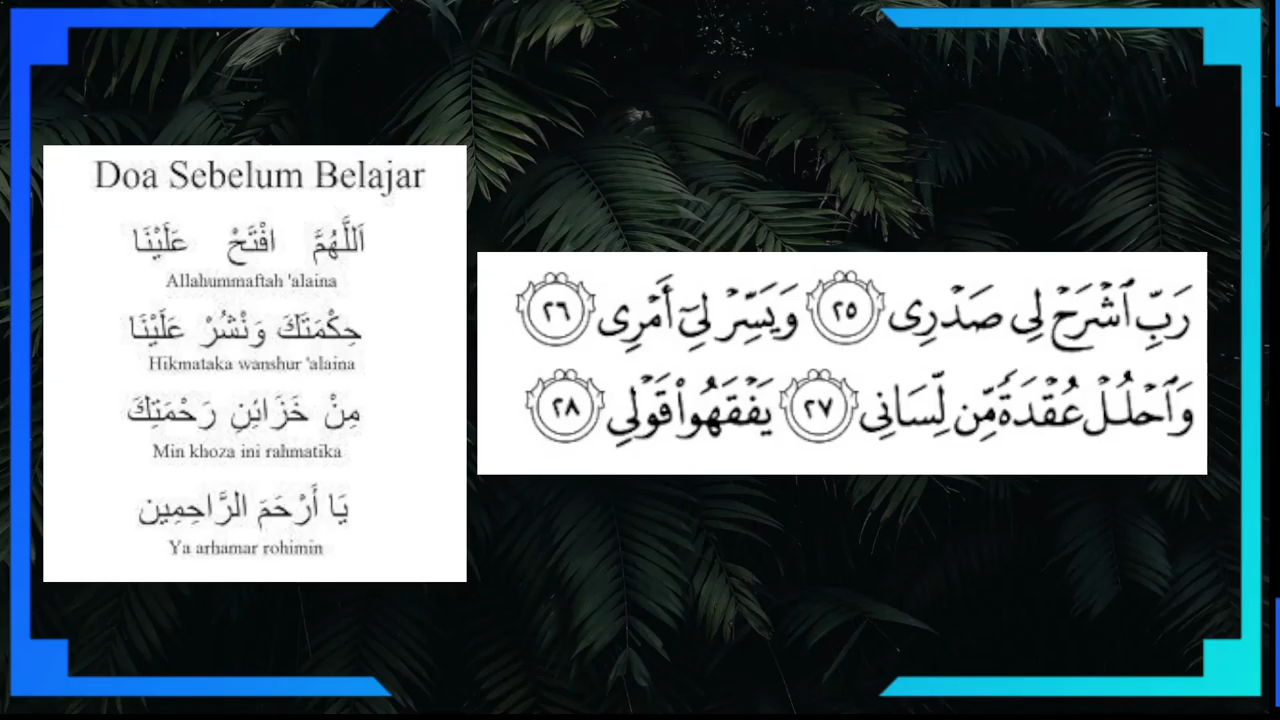 Doa Sebelum Belajar
اَللَّهُمَّ افْتَحْ عَلَيْنَا
Allahummaftah 'alaina
حِكْمَتَكَ وَنْشُرْ عَلَيْنَا
Hikmataka wanshur 'alaina
مِنْ خَزَائِنِ رَحْمَتِكَ
Min khoza ini rahmatika
يَا أَرْحَمَ الرَّاحِمِين
Ya arhamar rohimin
رَبِّ ٱشْرَحْ لِى صَدْرِى ٢٥ وَيَسِّرْ لِىٓ أَمْرِى ٢٦
وَٱحْلُلْ عُقْدَةً مِّن لِّسَانِى ٢٧ يَفْقَهُوا۟ قَوْلِى ٢٨